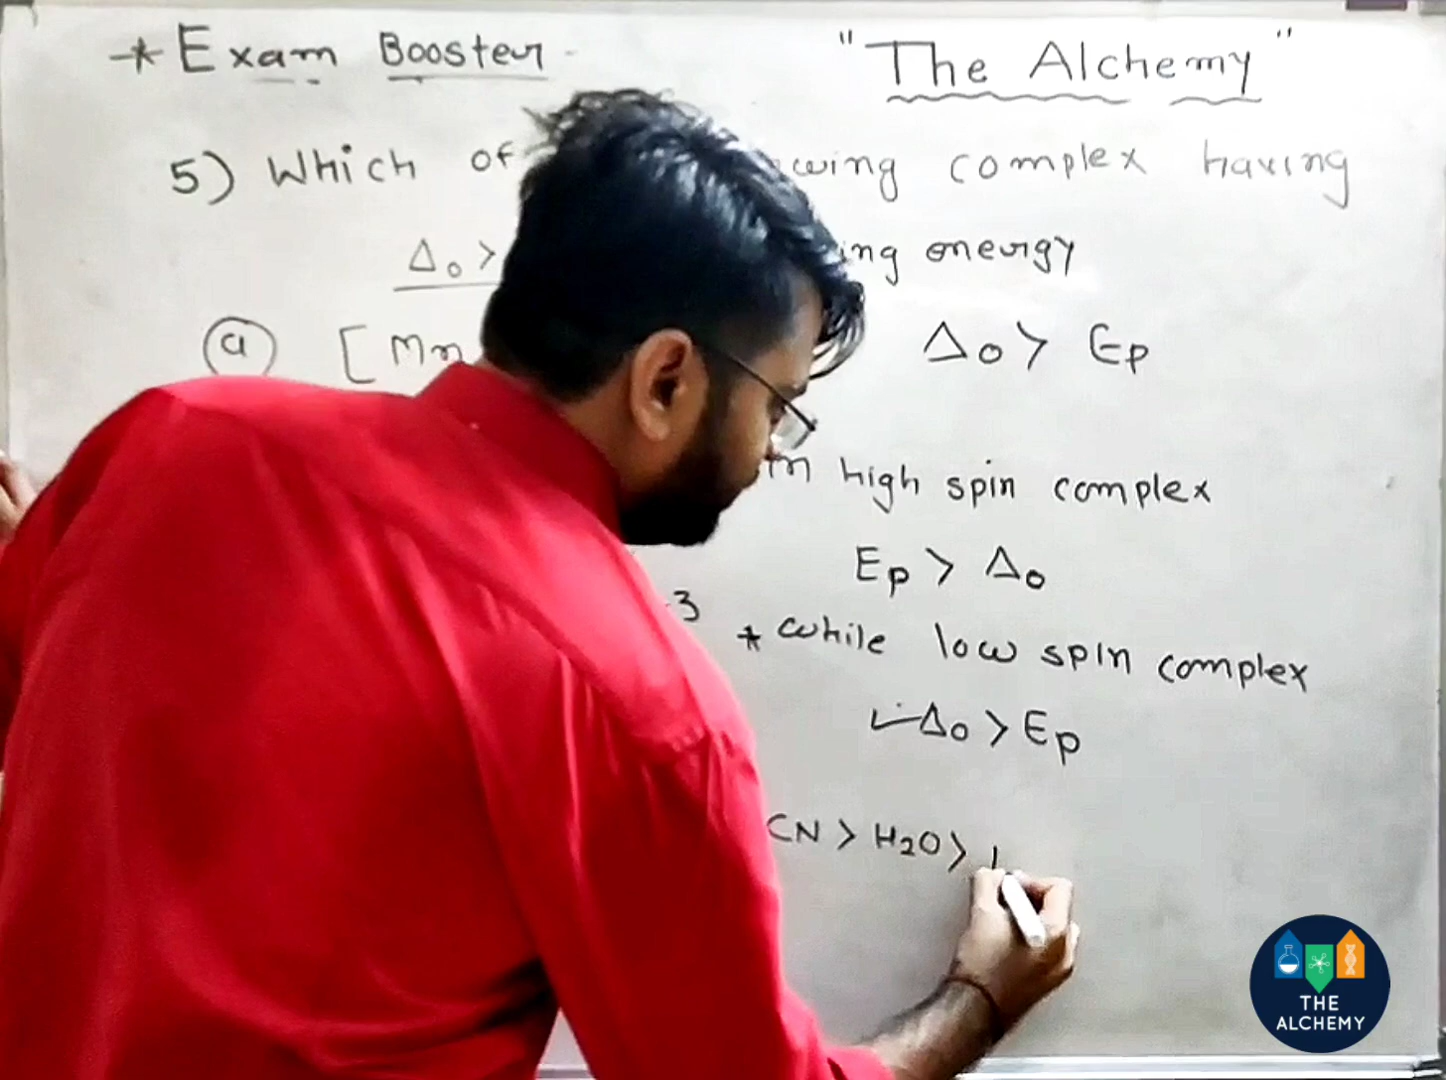 * Exam Booster
"The Alchemy"
5) Which of wing complex having
Δo > ing energy
(a) [Mn Δo > Ep
in high spin complex
Ep > Δo
3 * while low spin complex
Δo > Ep
CN > H2O >
THE
ALCHEMY